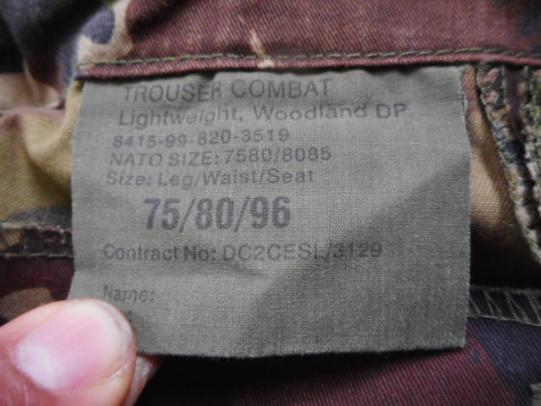 TROUSER COMBAT
Lightweight, Woodland DP
8415-99-820-3519
NATO SIZE: 7580/8085
Size: Leg/Waist/Seat
75/80/96
Contract No: DC2CESL/3129
Name: